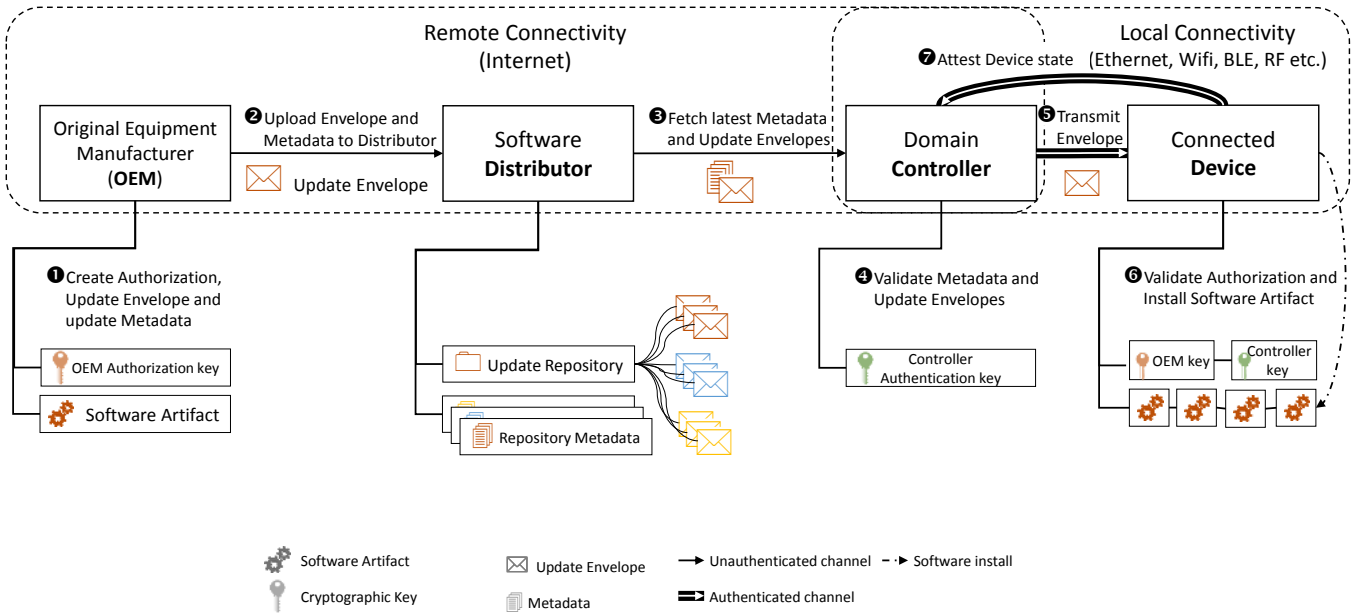 Remote Connectivity
(Internet)
Local Connectivity
(Ethernet, Wifi, BLE, RF etc.)
❼Attest Device state
Original Equipment
Manufacturer
(OEM)
❷Upload Envelope and
Metadata to Distributor
Update Envelope
Software
Distributor
❸Fetch latest Metadata
and Update Envelopes
Domain
Controller
❺Transmit
Envelope
Connected
Device
❶Create Authorization,
Update Envelope and
update Metadata
OEM Authorization key
Software Artifact
Update Repository
Repository Metadata
❹Validate Metadata and
Update Envelopes
Controller
Authentication key
❻Validate Authorization and
Install Software Artifact
OEM key
Controller
key
Software Artifact
Cryptographic Key
Update Envelope
Metadata
Unauthenticated channel
Authenticated channel
Software install